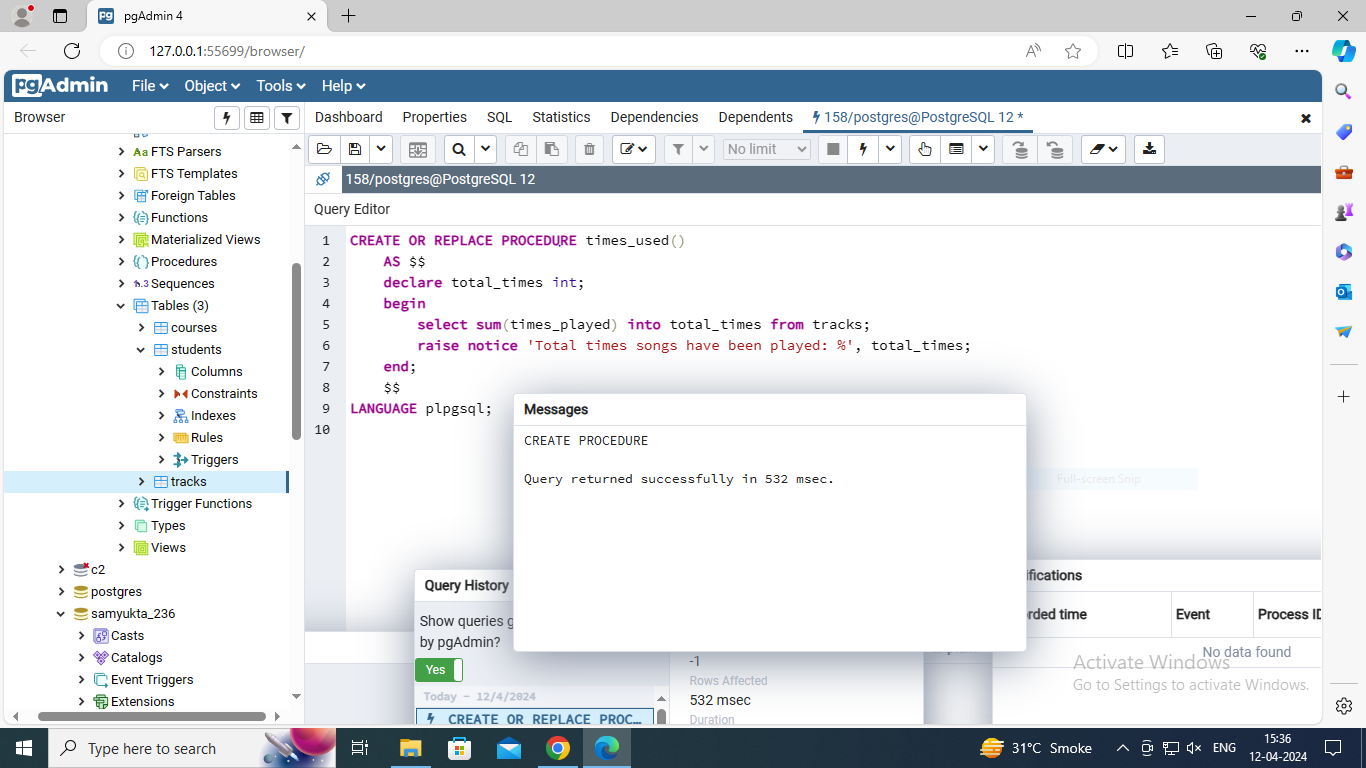 pgAdmin 4
127.0.0.1:55699/browser/
pgAdmin File Object Tools Help
Browser
Dashboard Properties SQL Statistics Dependencies Dependents 158/postgres@PostgreSQL 12 *
No limit
158/postgres@PostgreSQL 12
Query Editor
FTS Parsers
FTS Templates
Foreign Tables
Functions
Materialized Views
Procedures
Sequences
Tables (3)
courses
students
Columns
Constraints
Indexes
Rules
Triggers
tracks
Trigger Functions
Types
Views
c2
postgres
samyukta_236
Casts
Catalogs
Event Triggers
Extensions
1 CREATE OR REPLACE PROCEDURE times_used()
2 AS $$
3 declare total_times int;
4 begin
5 select sum(times_played) into total_times from tracks;
6 raise notice 'Total times songs have been played: %', total_times;
7 end;
8 $$
9 LANGUAGE plpgsql;
10
Messages
CREATE PROCEDURE
Query returned successfully in 532 msec.
Full-screen Snip
Query History
Show queries g
by pgAdmin?
Yes
Today - 12/4/2024
CREATE OR REPLACE PROC...
-1
Rows Affected
532 msec
Duration
ifications
rded time Event Process ID
No data found
Activate Windows
Go to Settings to activate Windows.
Type here to search
31°C Smoke
ENG
15:36
12-04-2024